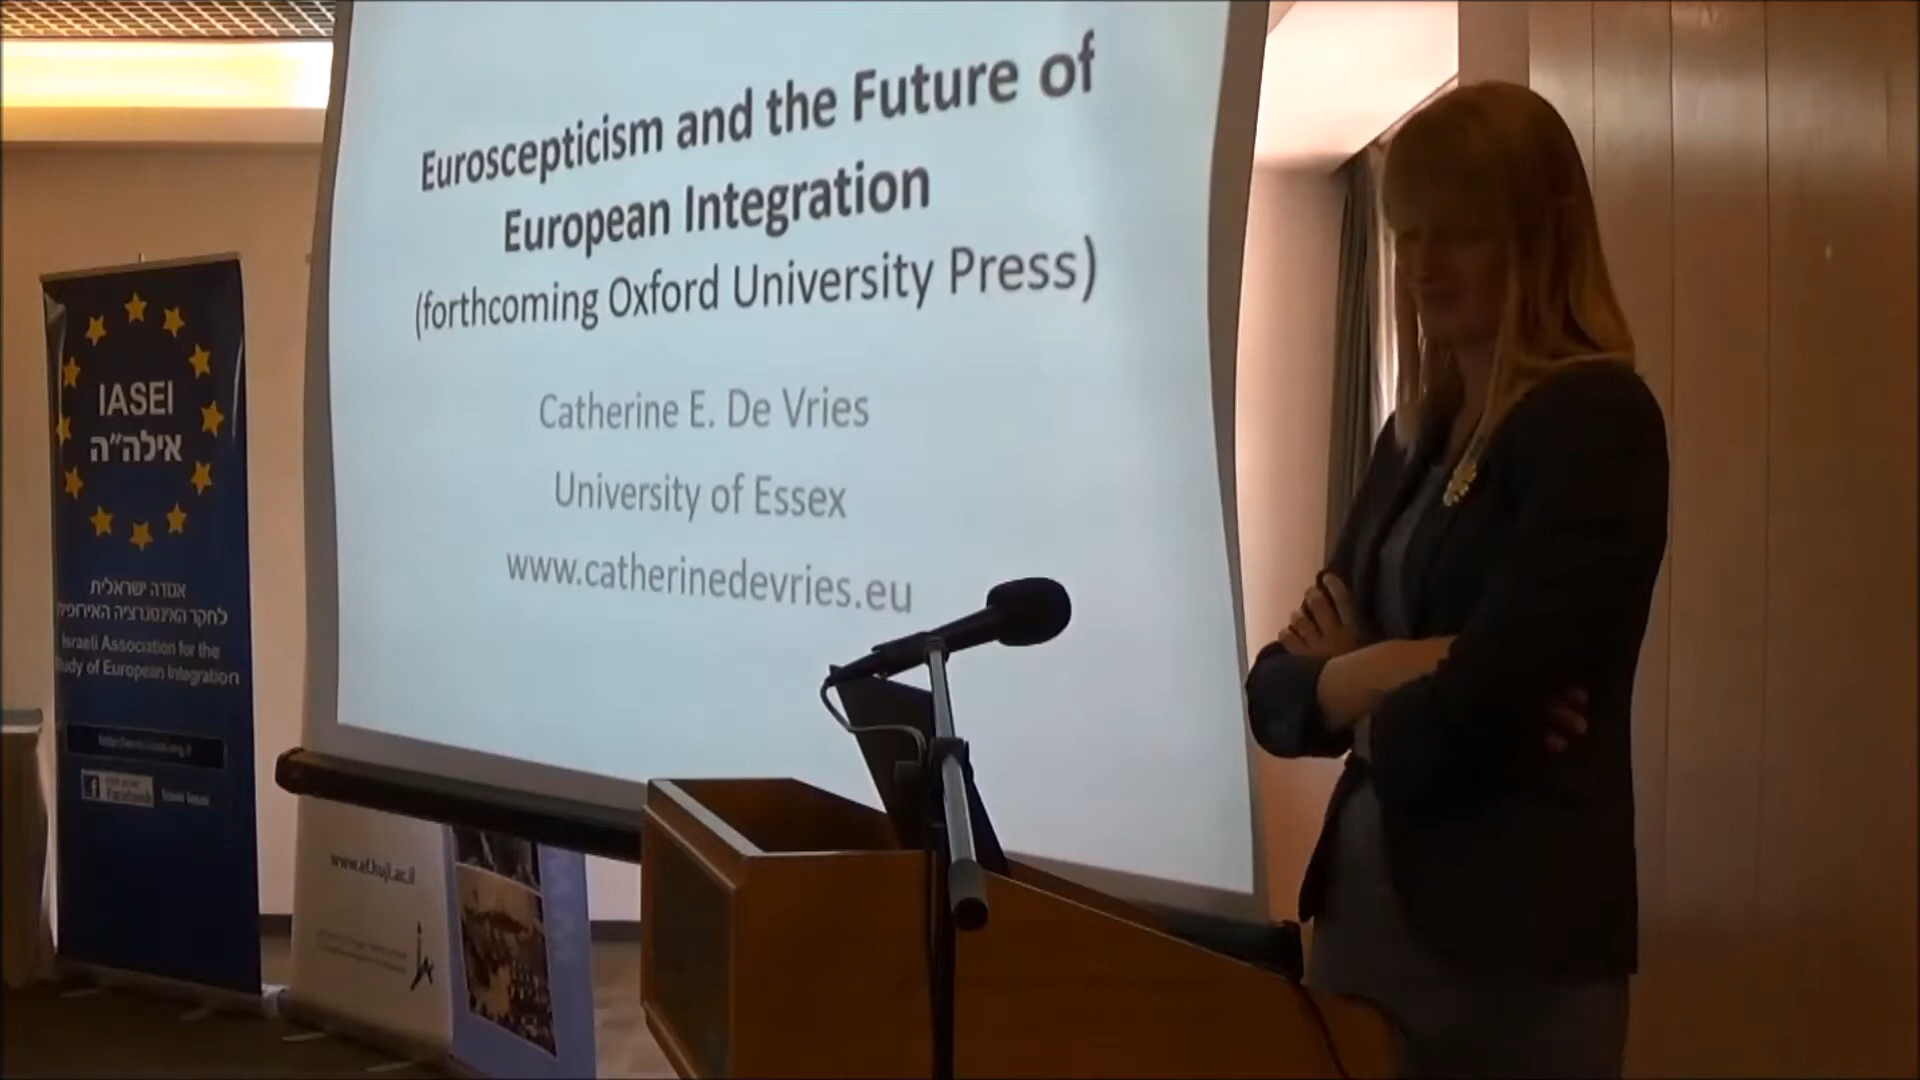 Euroscepticism and the Future of
European Integration
(forthcoming Oxford University Press)
Catherine E. De Vries
University of Essex
www.catherinedevries.eu
IASEI
אילה"ה
אגודה ישראלית
לחקר האינטגרציה האירופית
Israeli Association for the
Study of European Integration
Facebook
www.ef.huji.ac.il